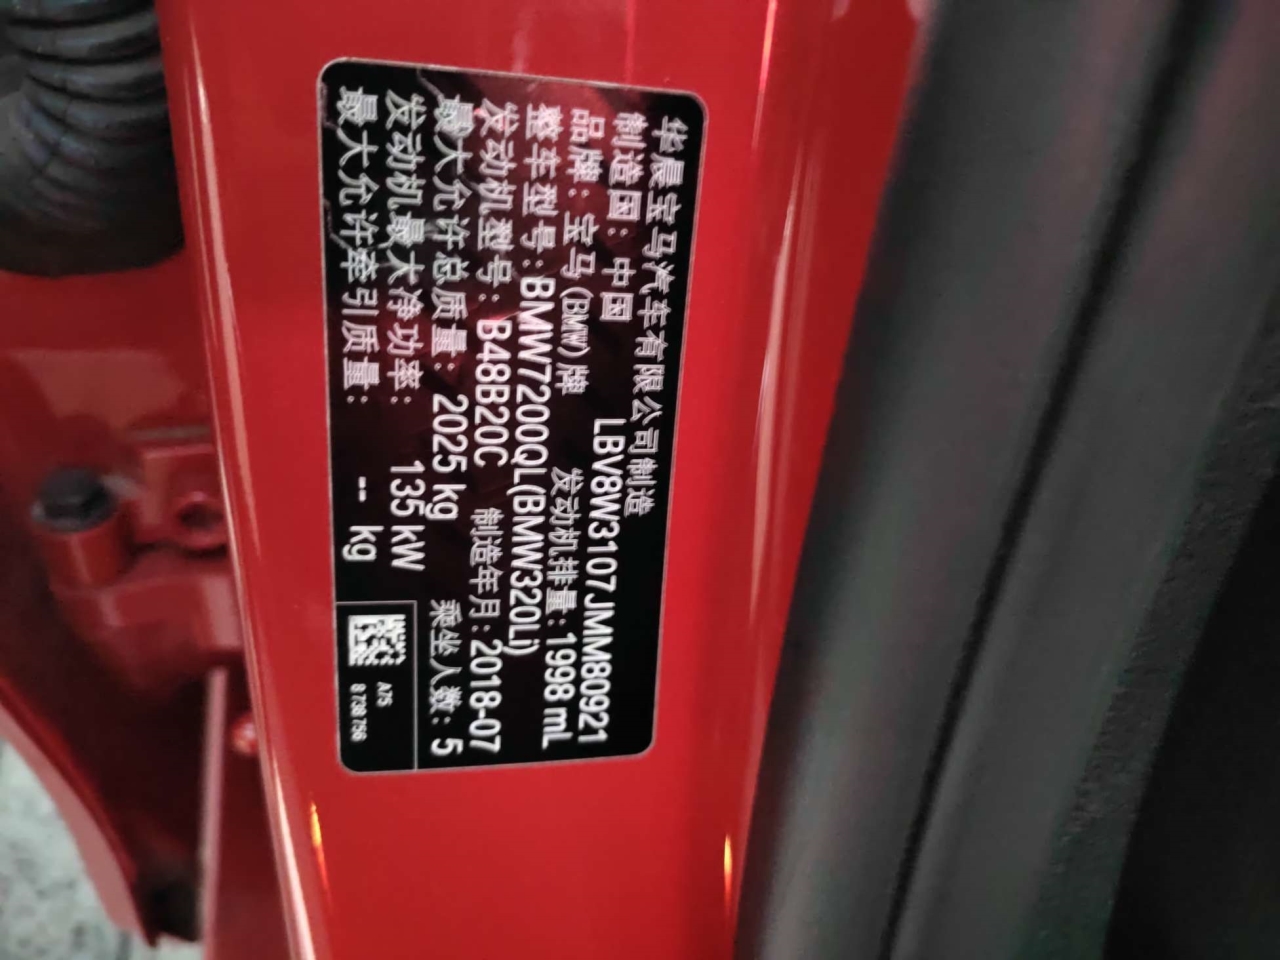 华晨宝马汽车有限公司制造
制造国：中国 LBV8W3107JMM80921
品牌：宝马(BMW)牌 发动机排量：1998 mL
整车型号：BMW7200QL(BMW320Li)
发动机型号：B48B20C 制造年月：2018-07
最大允许总质量：2025 kg 乘坐人数：5
发动机最大净功率：135 kW
最大允许牵引质量：-- kg
A75
8 738 756